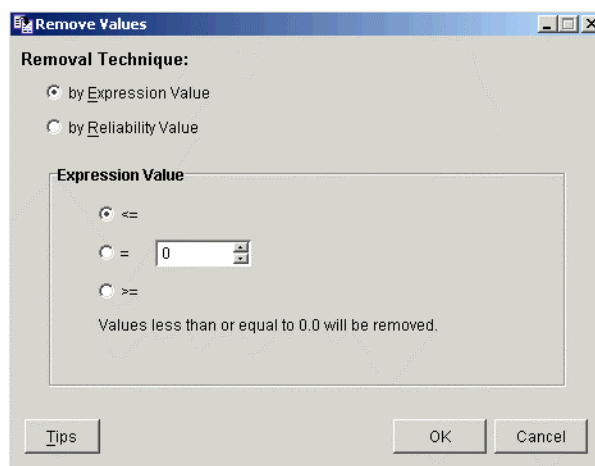 Remove Values
Removal Technique:
by Expression Value
by Reliability Value
Expression Value
<=
= 0
>=
Values less than or equal to 0.0 will be removed.
Tips OK Cancel